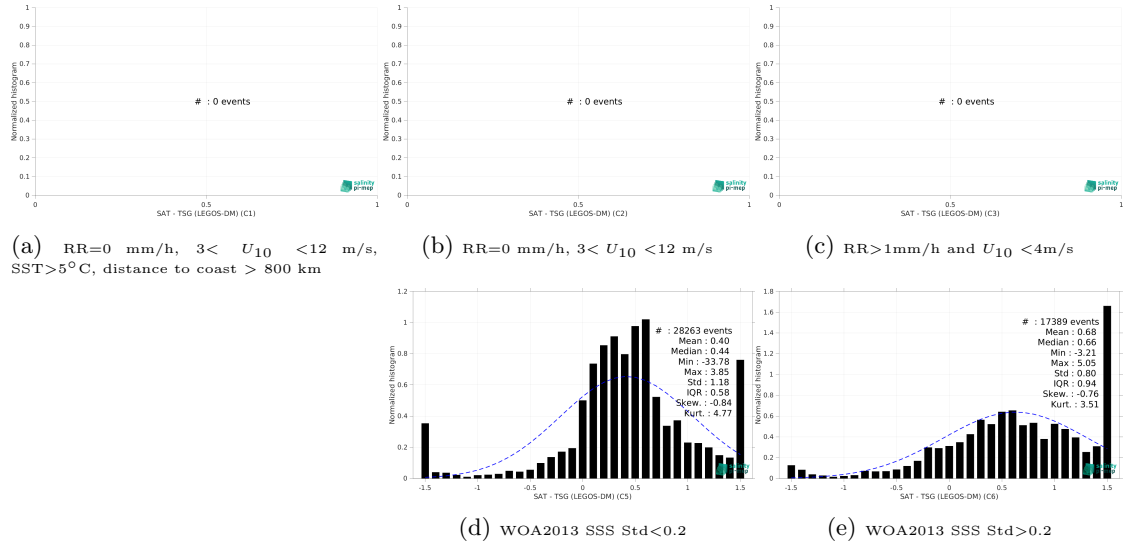 1
0.9
0.8
0.7
0.6
0.5
0.4
0.3
0.2
0.1
0
Normalized histogram
# : 0 events
salinity
pi-mep
0 0.5 1
SAT - TSG (LEGOS-DM) (C1)
1
0.9
0.8
0.7
0.6
0.5
0.4
0.3
0.2
0.1
0
Normalized histogram
# : 0 events
salinity
pi-mep
0 0.5 1
SAT - TSG (LEGOS-DM) (C2)
1
0.9
0.8
0.7
0.6
0.5
0.4
0.3
0.2
0.1
0
Normalized histogram
# : 0 events
salinity
pi-mep
0 0.5 1
SAT - TSG (LEGOS-DM) (C3)
(a) RR=0 mm/h, 3< U10 <12 m/s,
SST>5°C, distance to coast > 800 km
(b) RR=0 mm/h, 3< U10 <12 m/s
(c) RR>1mm/h and U10 <4m/s
1.2
1
0.8
0.6
0.4
0.2
0
Normalized histogram
# : 28263 events
Mean : 0.40
Median : 0.44
Min : -33.78
Max : 3.85
Std : 1.18
IQR : 0.58
Skew. : -0.84
Kurt. : 4.77
salinity
pi-mep
-1.5 -1 -0.5 0 0.5 1 1.5
SAT - TSG (LEGOS-DM) (C5)
1.8
1.6
1.4
1.2
1
0.8
0.6
0.4
0.2
0
Normalized histogram
# : 17389 events
Mean : 0.68
Median : 0.66
Min : -3.21
Max : 5.05
Std : 0.80
IQR : 0.94
Skew. : -0.76
Kurt. : 3.51
salinity
pi-mep
-1.5 -1 -0.5 0 0.5 1 1.5
SAT - TSG (LEGOS-DM) (C6)
(d) WOA2013 SSS Std<0.2
(e) WOA2013 SSS Std>0.2